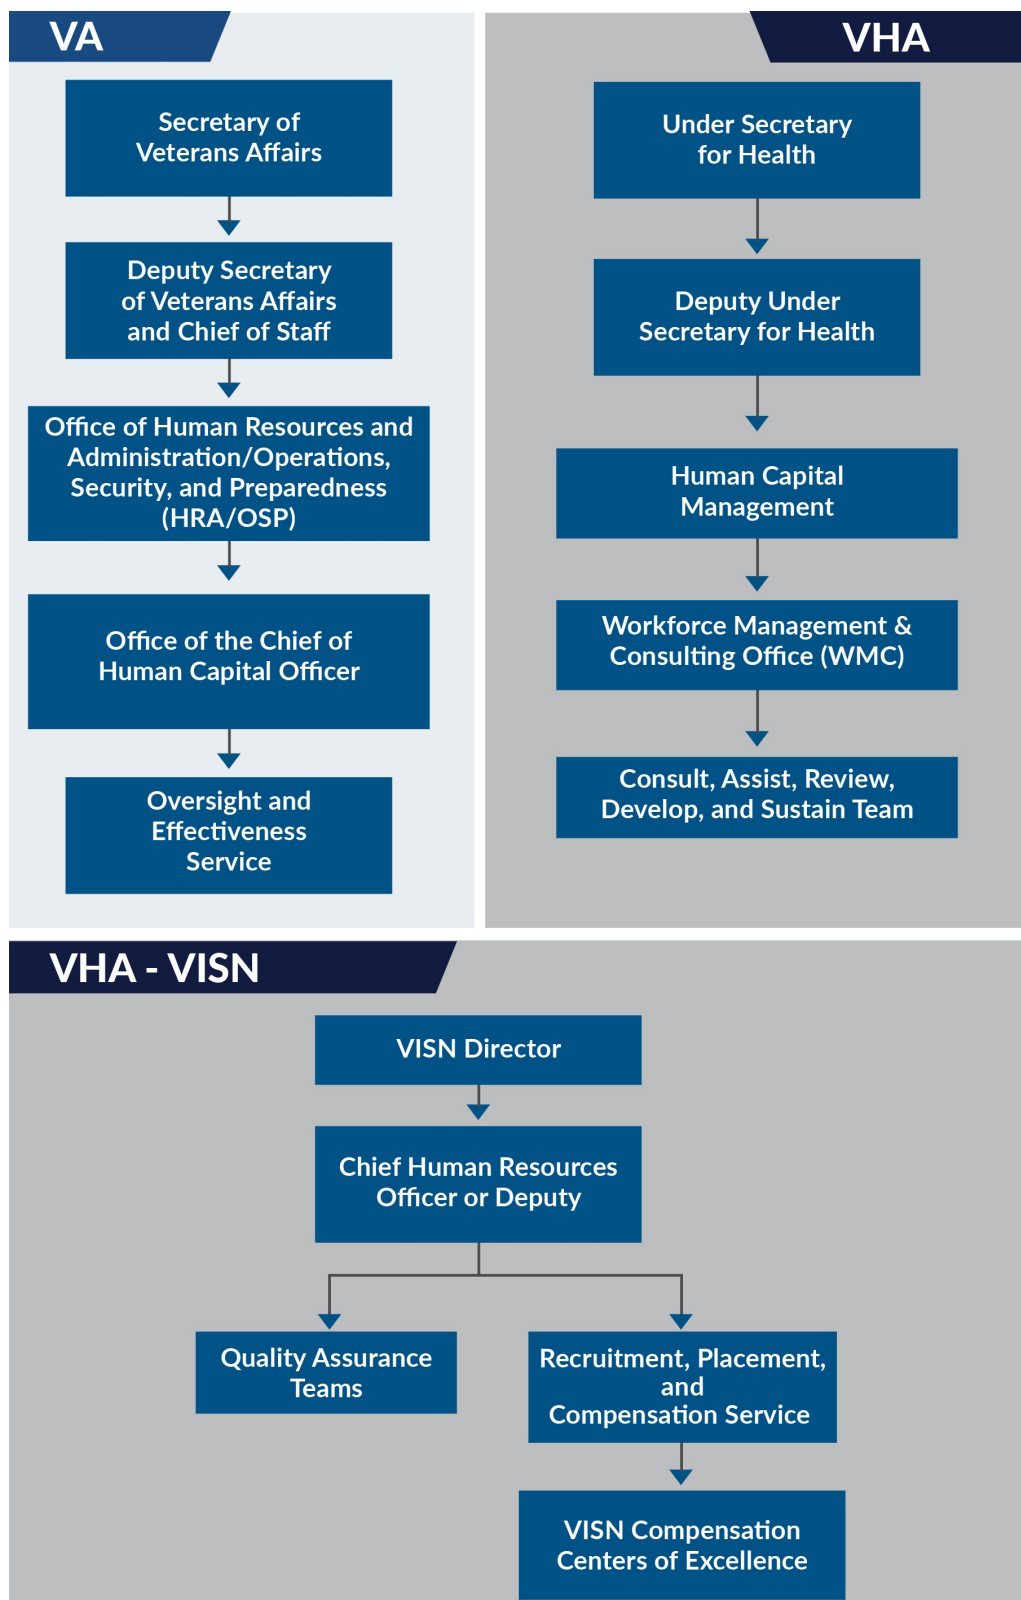 VA
Secretary of
Veterans Affairs
Deputy Secretary
of Veterans Affairs
and Chief of Staff
Office of Human Resources and
Administration/Operations,
Security, and Preparedness
(HRA/OSP)
Office of the Chief of
Human Capital Officer
Oversight and
Effectiveness
Service
VHA
Under Secretary
for Health
Deputy Under
Secretary for Health
Human Capital
Management
Workforce Management &
Consulting Office (WMC)
Consult, Assist, Review,
Develop, and Sustain Team
VHA - VISN
VISN Director
Chief Human Resources
Officer or Deputy
Quality Assurance
Teams
Recruitment, Placement,
and
Compensation Service
VISN Compensation
Centers of Excellence